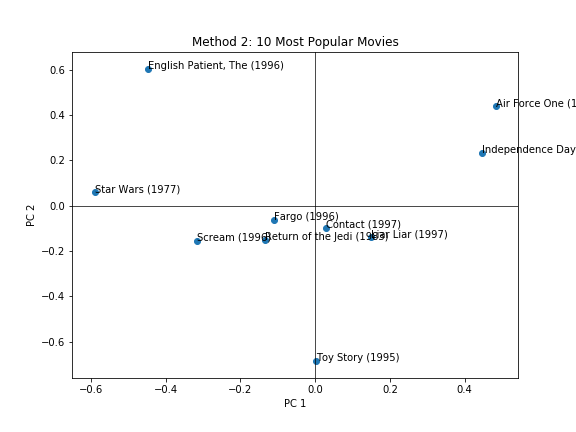 Method 2: 10 Most Popular Movies
0.6
0.4
0.2
0.0
−0.2
−0.4
−0.6
PC 2
English Patient, The (1996)
Air Force One (1
Independence Day
Star Wars (1977)
Fargo (1996)
Contact (1997)
Scream (1996)
Return of the Jedi (1983)
Liar Liar (1997)
Toy Story (1995)
−0.6
−0.4
−0.2
0.0
0.2
0.4
PC 1